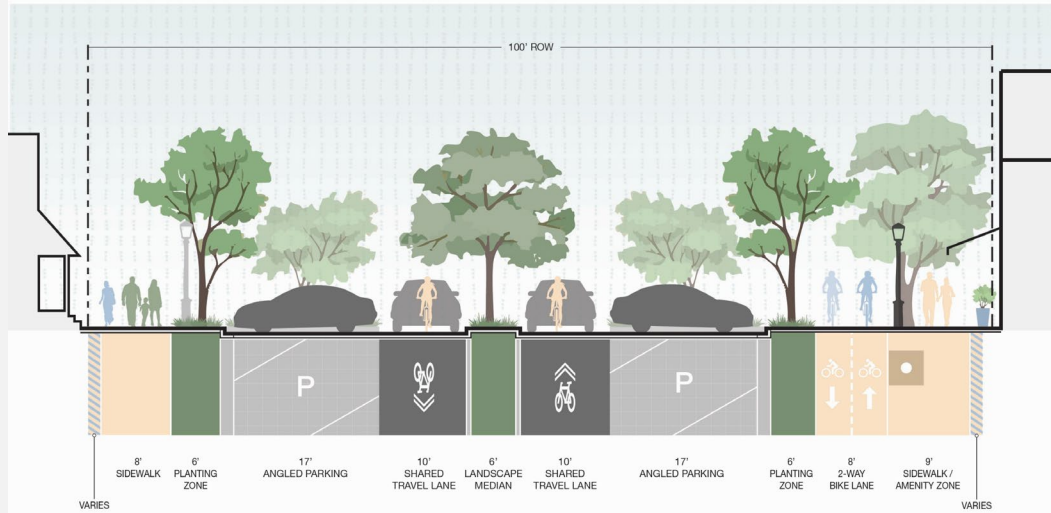 100' ROW
P
P
8'
SIDEWALK
6'
PLANTING
ZONE
17'
ANGLED PARKING
10'
SHARED
TRAVEL LANE
6'
LANDSCAPE
MEDIAN
10'
SHARED
TRAVEL LANE
17'
ANGLED PARKING
6'
PLANTING
ZONE
8'
2-WAY
BIKE LANE
9'
SIDEWALK /
AMENITY ZONE
VARIES
VARIES